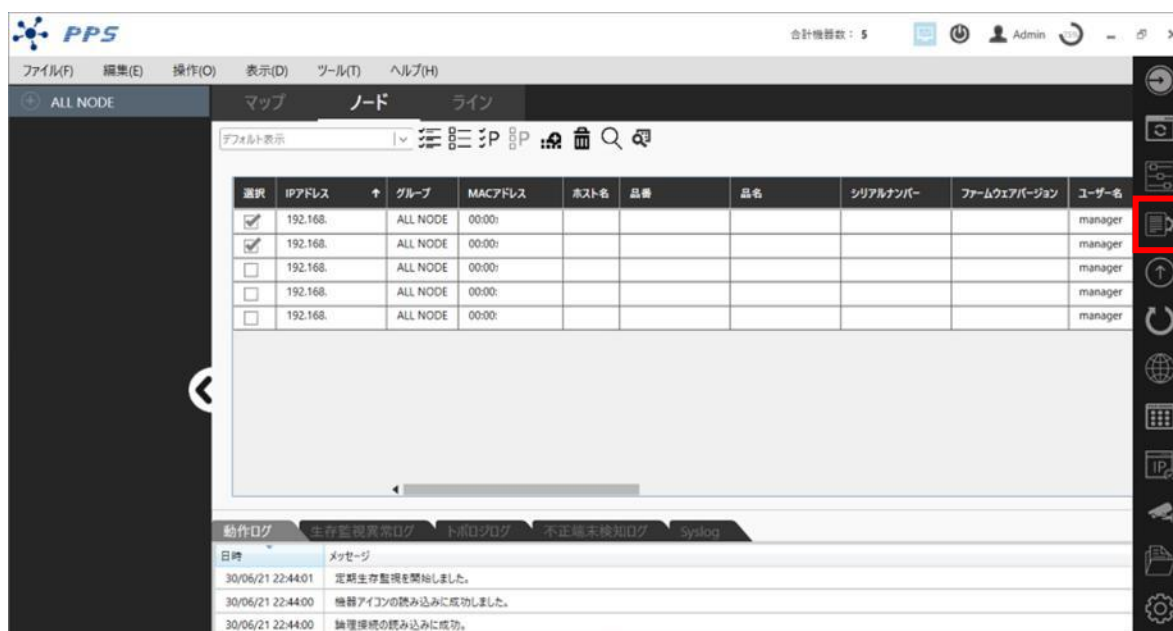 PPS
合計機器数： 5
Admin
ファイル(F) 編集(E) 操作(O) 表示(D) ツール(T) ヘルプ(H)
ALL NODE
マップ ノード ライン
デフォルト表示
P P
選択 IPアドレス グループ MACアドレス ホスト名 品番 品名 シリアルナンバー ファームウェアバージョン ユーザー名
192.168. ALL NODE 00:00: manager
192.168. ALL NODE 00:00: manager
192.168. ALL NODE 00:00: manager
192.168. ALL NODE 00:00: manager
192.168. ALL NODE 00:00: manager
IP
動作ログ 生存監視異常ログ トポロジログ 不正端末検知ログ Syslog
日時 メッセージ
30/06/21 22:44:01 定期生存監視を開始しました。
30/06/21 22:44:00 機器アイコンの読み込みに成功しました。
30/06/21 22:44:00 論理接続の読み込みに成功。